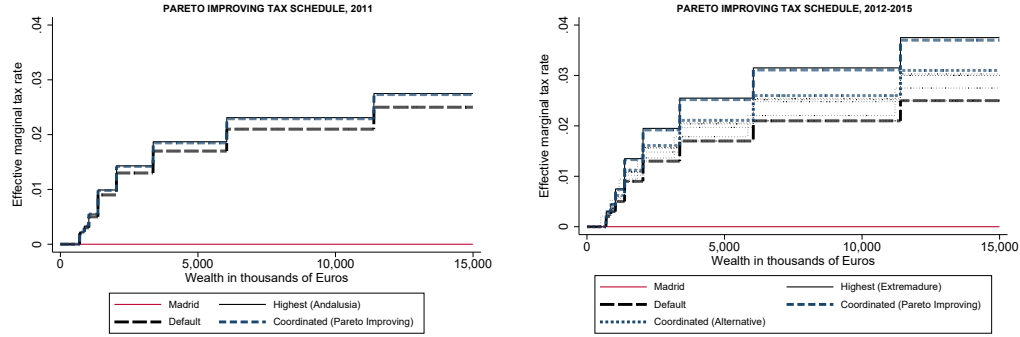 PARETO IMPROVING TAX SCHEDULE, 2011
Effective marginal tax rate
.04
.03
.02
.01
0
0
5,000
10,000
15,000
Wealth in thousands of Euros
Madrid
Highest (Andalusia)
Default
Coordinated (Pareto Improving)
PARETO IMPROVING TAX SCHEDULE, 2012-2015
Effective marginal tax rate
.04
.03
.02
.01
0
0
5,000
10,000
15,000
Wealth in thousands of Euros
Madrid
Highest (Extremadure)
Default
Coordinated (Pareto Improving)
Coordinated (Alternative)